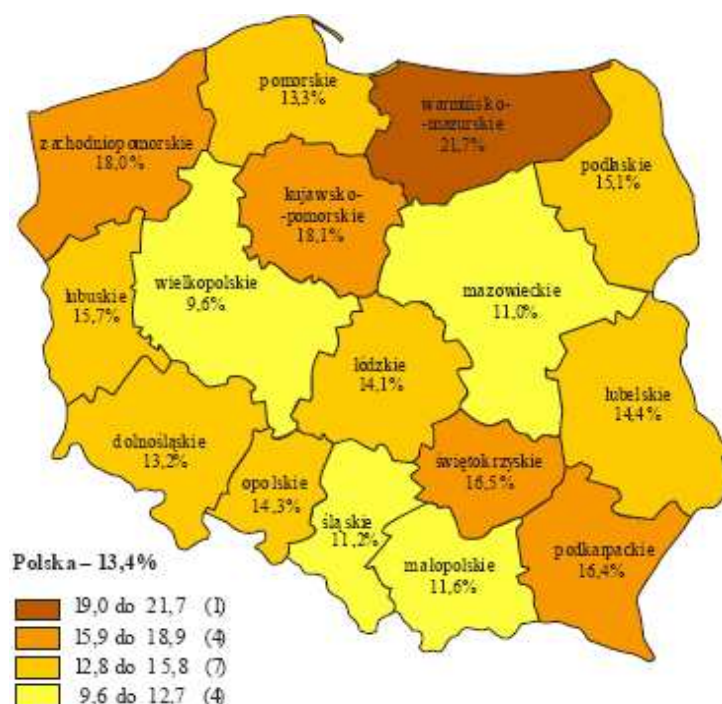 pomorskie
13,3%
warmińsko-
-mazurskie
21,7%
zachodniopomorskie
18,0%
podlaskie
15,1%
kujawsko-
-pomorskie
18,1%
wielkopolskie
9,6%
mazowieckie
11,0%
lubuskie
15,7%
łódzkie
14,1%
lubelskie
14,4%
dolnośląskie
13,2%
świętokrzyskie
16,5%
opolskie
14,3%
śląskie
11,2%
podkarpackie
16,4%
małopolskie
11,6%
Polska – 13,4%
19,0 do 21,7 (1)
15,9 do 18,9 (4)
12,8 do 15,8 (7)
9,6 do 12,7 (4)